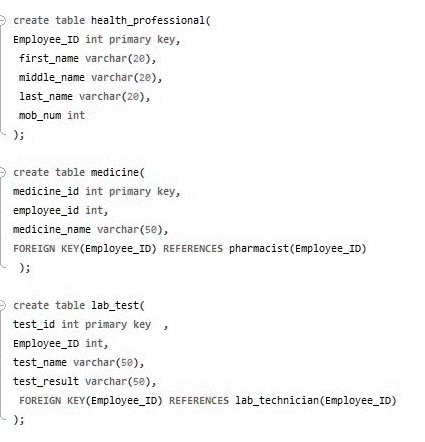 create table health_professional(
Employee_ID int primary key,
first_name varchar(20),
middle_name varchar(20),
last_name varchar(20),
mob_num int
);
create table medicine(
medicine_id int primary key,
employee_id int,
medicine_name varchar(50),
FOREIGN KEY(Employee_ID) REFERENCES pharmacist(Employee_ID)
);
create table lab_test(
test_id int primary key  ,
Employee_ID int,
test_name varchar(50),
test_result varchar(50),
FOREIGN KEY(Employee_ID) REFERENCES lab_technician(Employee_ID)
);